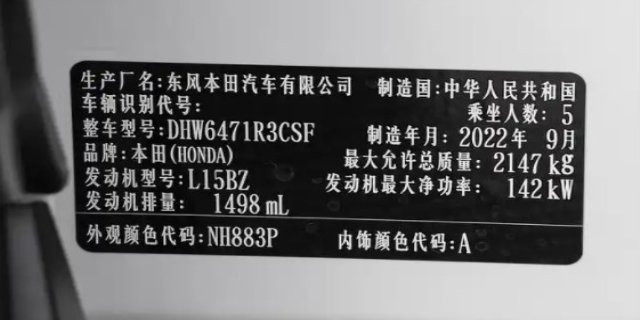 生产厂名:东风本田汽车有限公司 制造国:中华人民共和国
车辆识别代号: 乘坐人数: 5
整车型号:DHW6471R3CSF 制造年月:2022年 9月
品牌:本田(HONDA) 最大允许总质量: 2147 kg
发动机型号:L15BZ 发动机最大净功率: 142 kW
发动机排量: 1498 mL
外观颜色代码:NH883P 内饰颜色代码:A